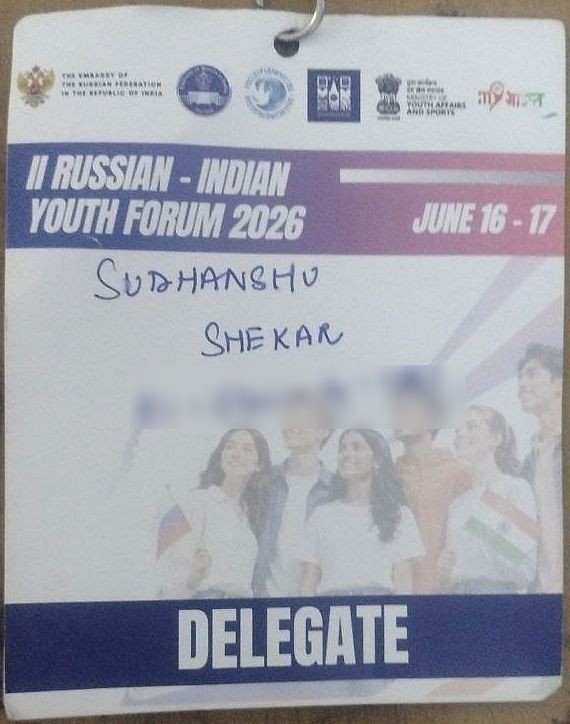 THE EMBASSY OF
THE RUSSIAN FEDERATION
IN THE REPUBLIC OF INDIA
MINISTRY OF
YOUTH AFFAIRS
AND SPORTS
II RUSSIAN - INDIAN
YOUTH FORUM 2026
JUNE 16 - 17
SUDHANSHU
SHEKAR
DELEGATE